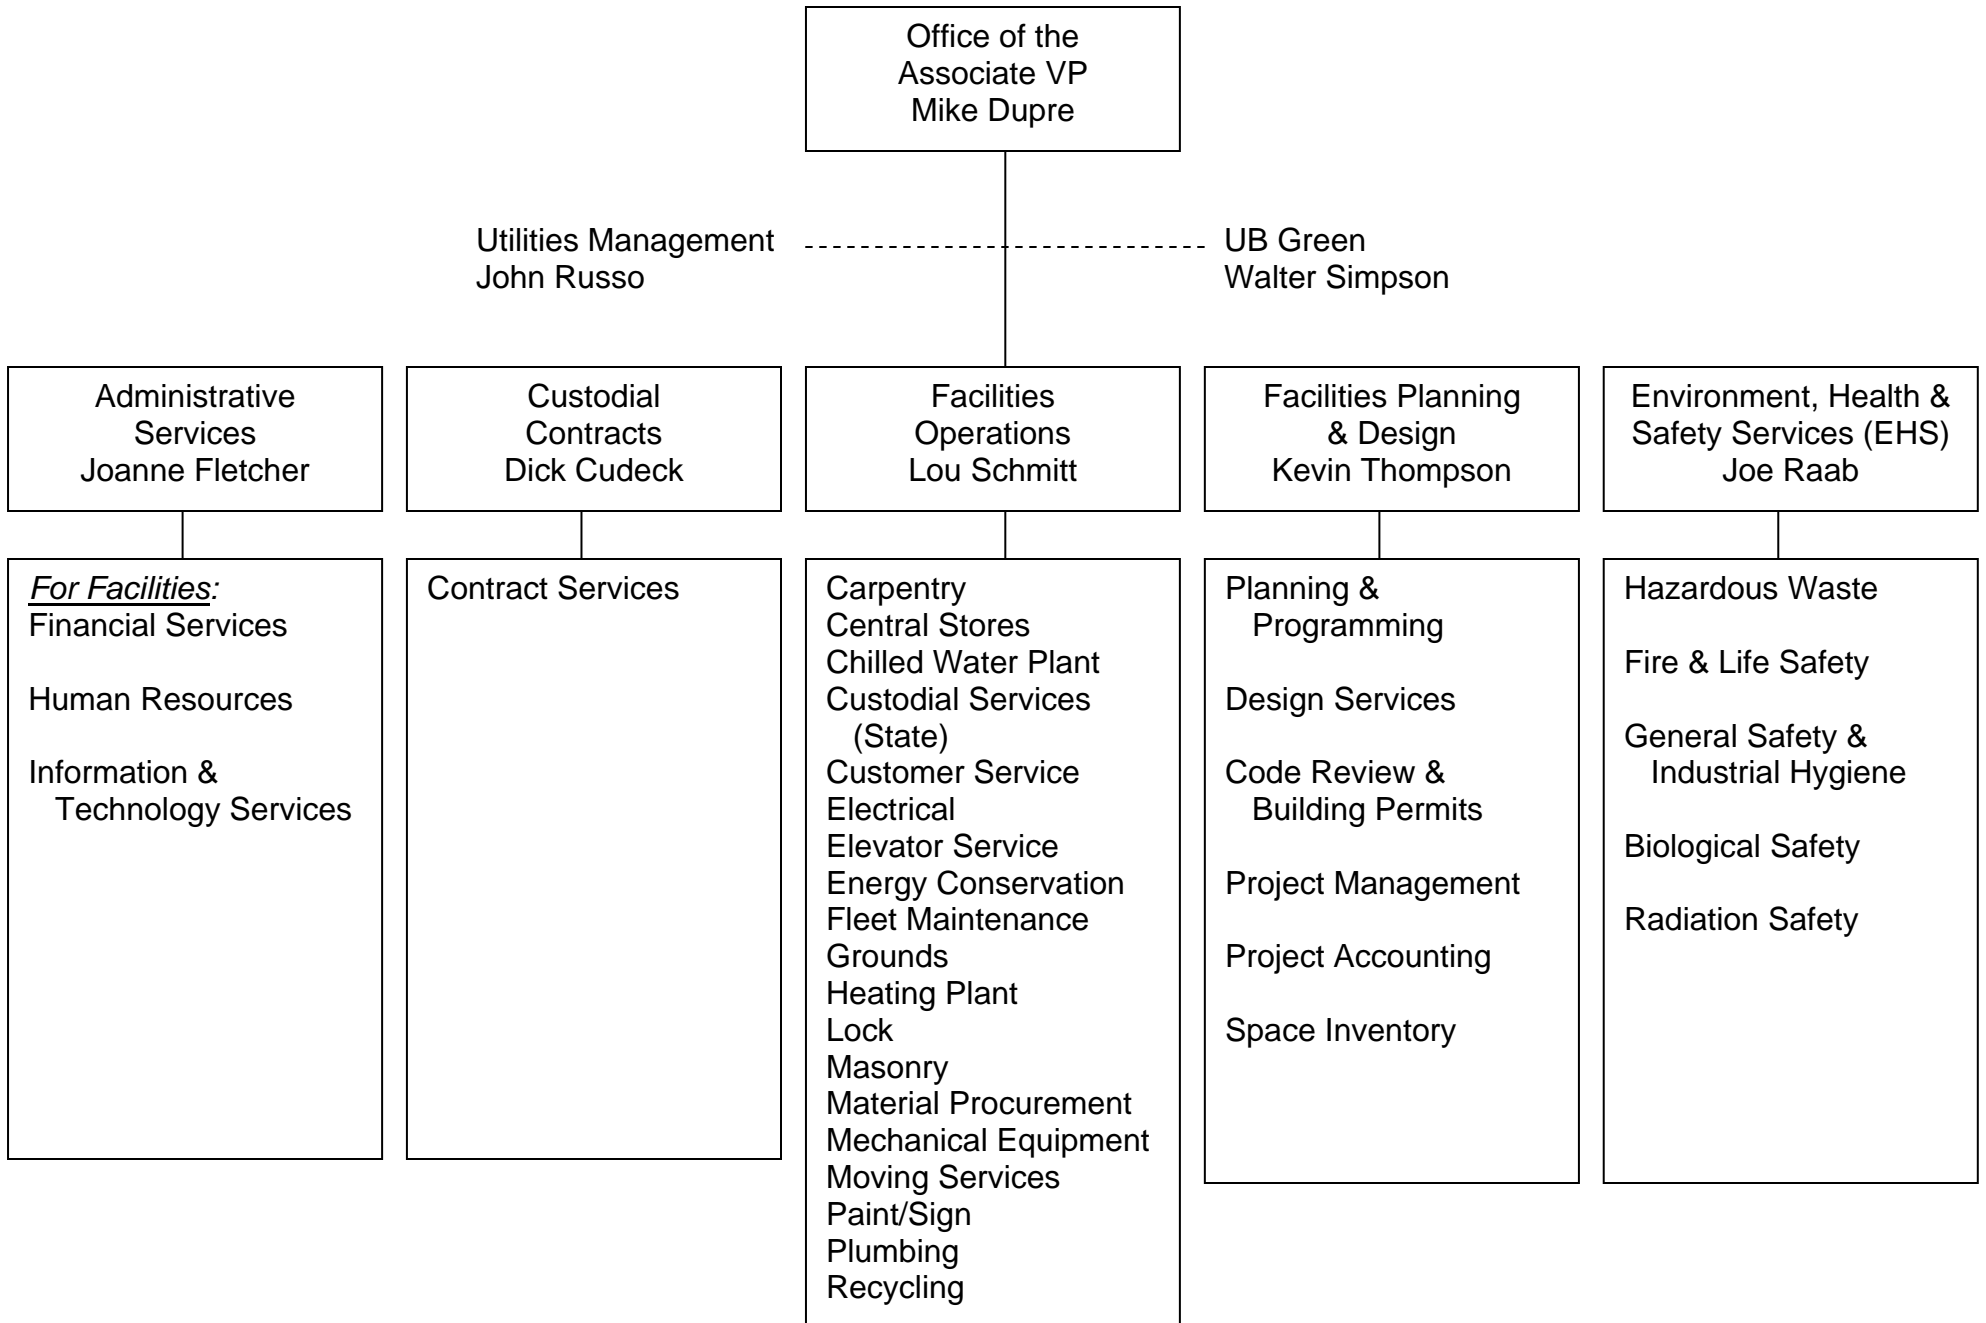 Office of the
Associate VP
Mike Dupre
Utilities Management
John Russo
UB Green
Walter Simpson
Administrative
Services
Joanne Fletcher
Custodial
Contracts
Dick Cudeck
Facilities
Operations
Lou Schmitt
Facilities Planning
& Design
Kevin Thompson
Environment, Health &
Safety Services (EHS)
Joe Raab
For Facilities:
Financial Services
Human Resources
Information &
Technology Services
Contract Services
Carpentry
Central Stores
Chilled Water Plant
Custodial Services
(State)
Customer Service
Electrical
Elevator Service
Energy Conservation
Fleet Maintenance
Grounds
Heating Plant
Lock
Masonry
Material Procurement
Mechanical Equipment
Moving Services
Paint/Sign
Plumbing
Recycling
Planning &
Programming
Design Services
Code Review &
Building Permits
Project Management
Project Accounting
Space Inventory
Hazardous Waste
Fire & Life Safety
General Safety &
Industrial Hygiene
Biological Safety
Radiation Safety